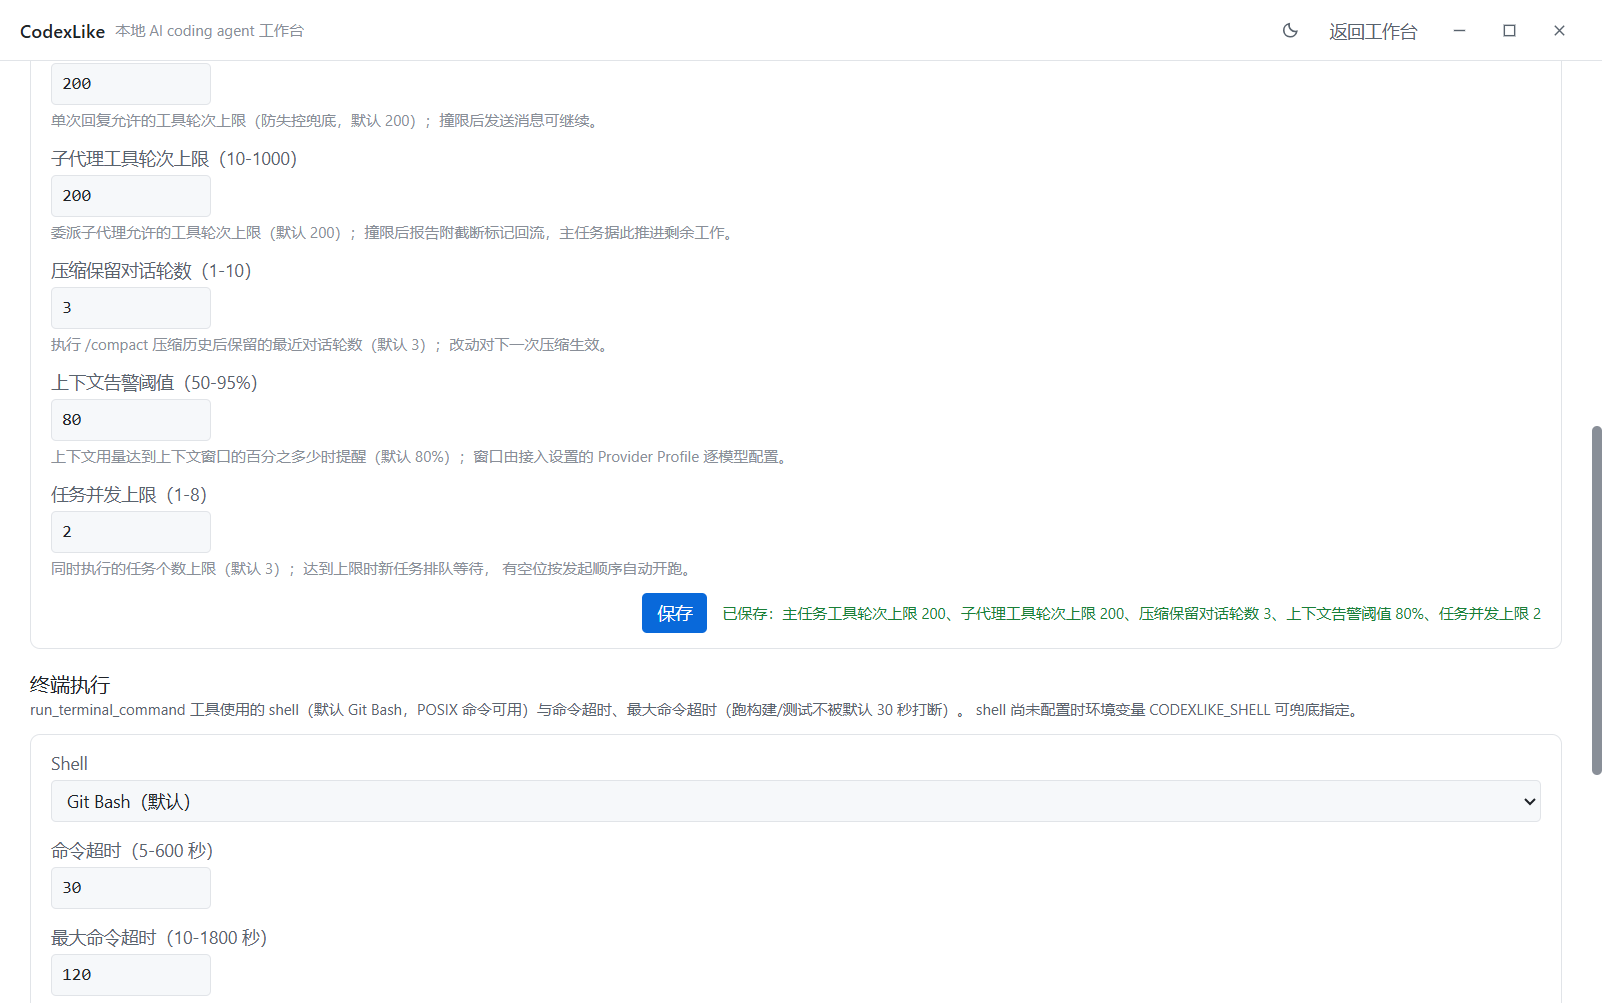 CodexLike 本地 AI coding agent 工作台 返回工作台
200
单次回复允许的工具轮次上限（防失控兜底，默认 200）；撞限后发送消息可继续。
子代理工具轮次上限（10-1000）
200
委派子代理允许的工具轮次上限（默认 200）；撞限后报告附截断标记回流，主任务据此推进剩余工作。
压缩保留对话轮数（1-10）
3
执行 /compact 压缩历史后保留的最近对话轮数（默认 3）；改动对下一次压缩生效。
上下文告警阈值（50-95%）
80
上下文用量达到上下文窗口的百分之多少时提醒（默认 80%）；窗口由接入设置的 Provider Profile 逐模型配置。
任务并发上限（1-8）
2
同时执行的任务个数上限（默认 3）；达到上限时新任务排队等待， 有空位按发起顺序自动开跑。
保存 已保存：主任务工具轮次上限 200、子代理工具轮次上限 200、压缩保留对话轮数 3、上下文告警阈值 80%、任务并发上限 2
终端执行
run_terminal_command 工具使用的 shell（默认 Git Bash，POSIX 命令可用）与命令超时、最大命令超时（跑构建/测试不被默认 30 秒打断）。 shell 尚未配置时环境变量 CODEXLIKE_SHELL 可兜底指定。
Shell
Git Bash（默认）
命令超时（5-600 秒）
30
最大命令超时（10-1800 秒）
120